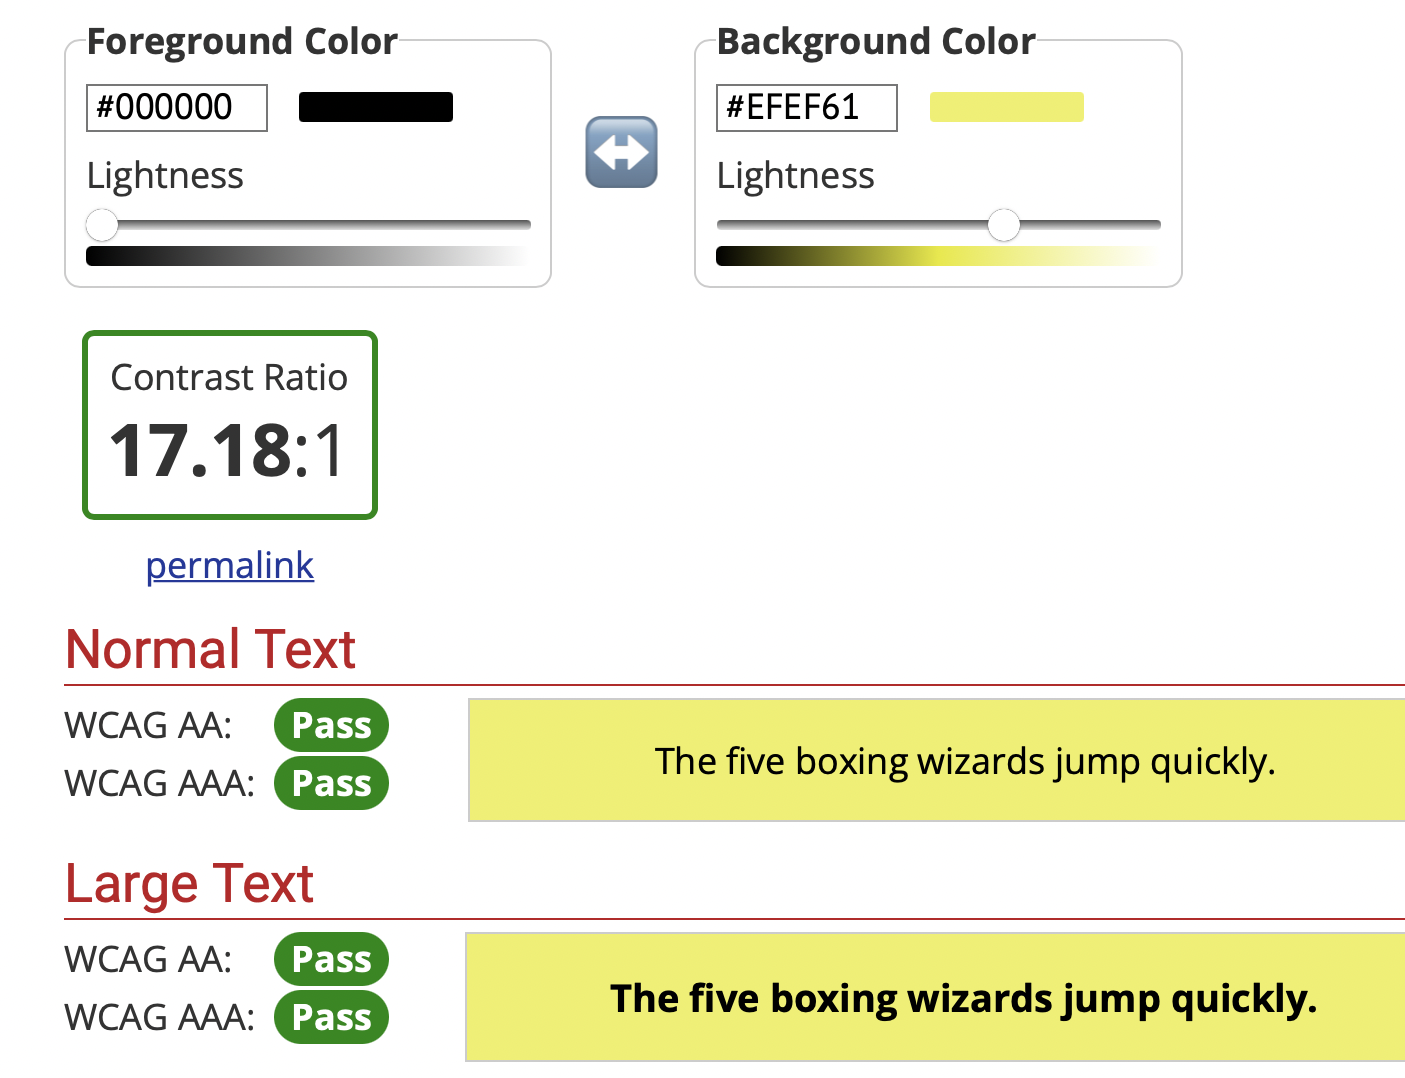 Foreground Color
#000000
Lightness
Background Color
#EFEF61
Lightness
Contrast Ratio
17.18:1
permalink
Normal Text
WCAG AA: Pass
WCAG AAA: Pass
The five boxing wizards jump quickly.
Large Text
WCAG AA: Pass
WCAG AAA: Pass
The five boxing wizards jump quickly.